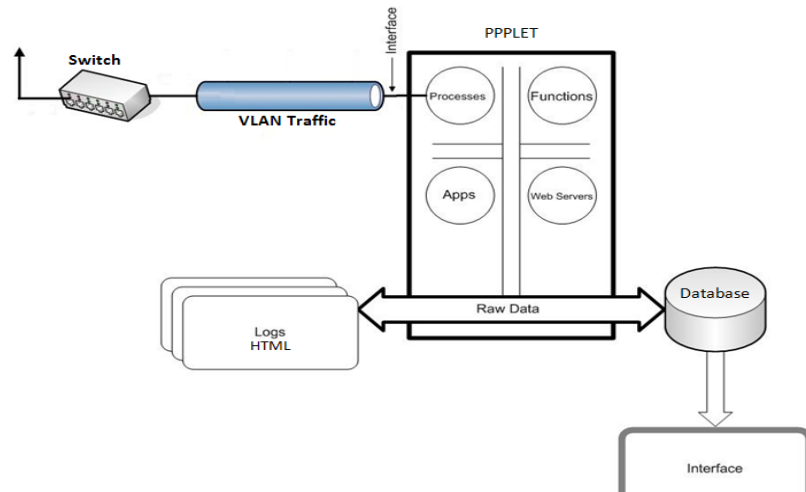 Interface
PPPLET
Switch
VLAN Traffic
Processes
Functions
Apps
Web Servers
Raw Data
Logs
HTML
Database
Interface